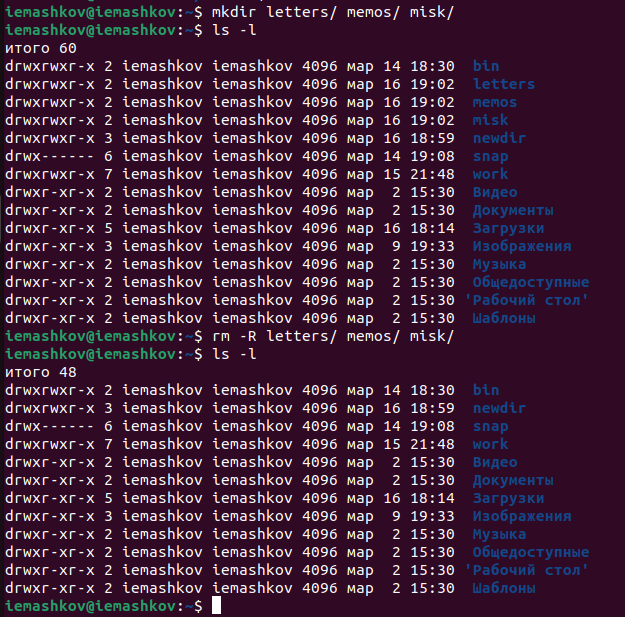 iemashkov@iemashkov:~$ mkdir letters/ memos/ misk/
iemashkov@iemashkov:~$ ls -l
итого 60
drwxrwxr-x 2 iemashkov iemashkov 4096 мар 14 18:30  bin
drwxrwxr-x 2 iemashkov iemashkov 4096 мар 16 19:02  letters
drwxrwxr-x 2 iemashkov iemashkov 4096 мар 16 19:02  memos
drwxrwxr-x 2 iemashkov iemashkov 4096 мар 16 19:02  misk
drwxrwxr-x 3 iemashkov iemashkov 4096 мар 16 18:59  newdir
drwx------ 6 iemashkov iemashkov 4096 мар 14 19:08  snap
drwxrwxr-x 7 iemashkov iemashkov 4096 мар 15 21:48  work
drwxr-xr-x 2 iemashkov iemashkov 4096 мар  2 15:30  Видео
drwxr-xr-x 2 iemashkov iemashkov 4096 мар  2 15:30  Документы
drwxr-xr-x 5 iemashkov iemashkov 4096 мар 16 18:14  Загрузки
drwxr-xr-x 3 iemashkov iemashkov 4096 мар  9 19:33  Изображения
drwxr-xr-x 2 iemashkov iemashkov 4096 мар  2 15:30  Музыка
drwxr-xr-x 2 iemashkov iemashkov 4096 мар  2 15:30  Общедоступные
drwxr-xr-x 2 iemashkov iemashkov 4096 мар  2 15:30 'Рабочий стол'
drwxr-xr-x 2 iemashkov iemashkov 4096 мар  2 15:30  Шаблоны
iemashkov@iemashkov:~$ rm -R letters/ memos/ misk/
iemashkov@iemashkov:~$ ls -l
итого 48
drwxrwxr-x 2 iemashkov iemashkov 4096 мар 14 18:30  bin
drwxrwxr-x 3 iemashkov iemashkov 4096 мар 16 18:59  newdir
drwx------ 6 iemashkov iemashkov 4096 мар 14 19:08  snap
drwxrwxr-x 7 iemashkov iemashkov 4096 мар 15 21:48  work
drwxr-xr-x 2 iemashkov iemashkov 4096 мар  2 15:30  Видео
drwxr-xr-x 2 iemashkov iemashkov 4096 мар  2 15:30  Документы
drwxr-xr-x 5 iemashkov iemashkov 4096 мар 16 18:14  Загрузки
drwxr-xr-x 3 iemashkov iemashkov 4096 мар  9 19:33  Изображения
drwxr-xr-x 2 iemashkov iemashkov 4096 мар  2 15:30  Музыка
drwxr-xr-x 2 iemashkov iemashkov 4096 мар  2 15:30  Общедоступные
drwxr-xr-x 2 iemashkov iemashkov 4096 мар  2 15:30 'Рабочий стол'
drwxr-xr-x 2 iemashkov iemashkov 4096 мар  2 15:30  Шаблоны
iemashkov@iemashkov:~$